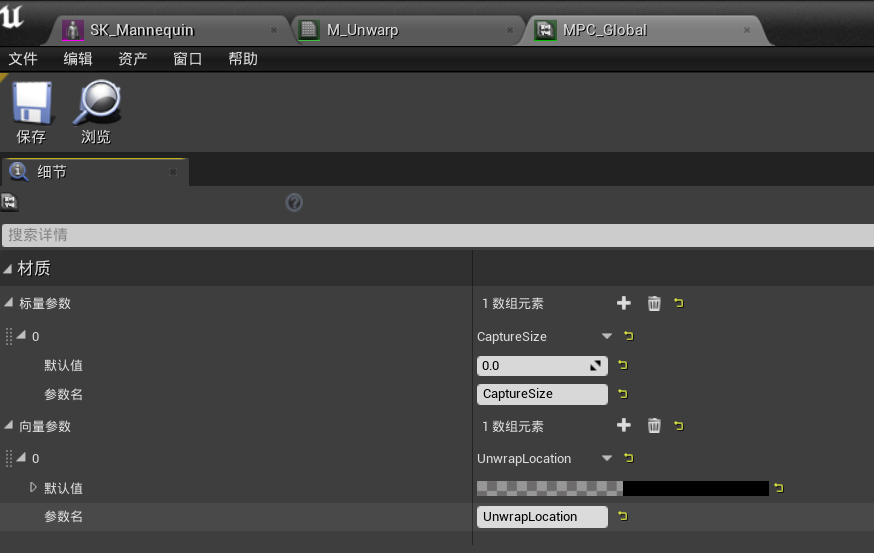 SK_Mannequin M_Unwarp MPC_Global
文件 编辑 资产 窗口 帮助
保存 浏览
细节
搜索详情
材质
标量参数 1 数组元素
0 CaptureSize
默认值 0.0
参数名 CaptureSize
向量参数 1 数组元素
0 UnwrapLocation
默认值
参数名 UnwrapLocation